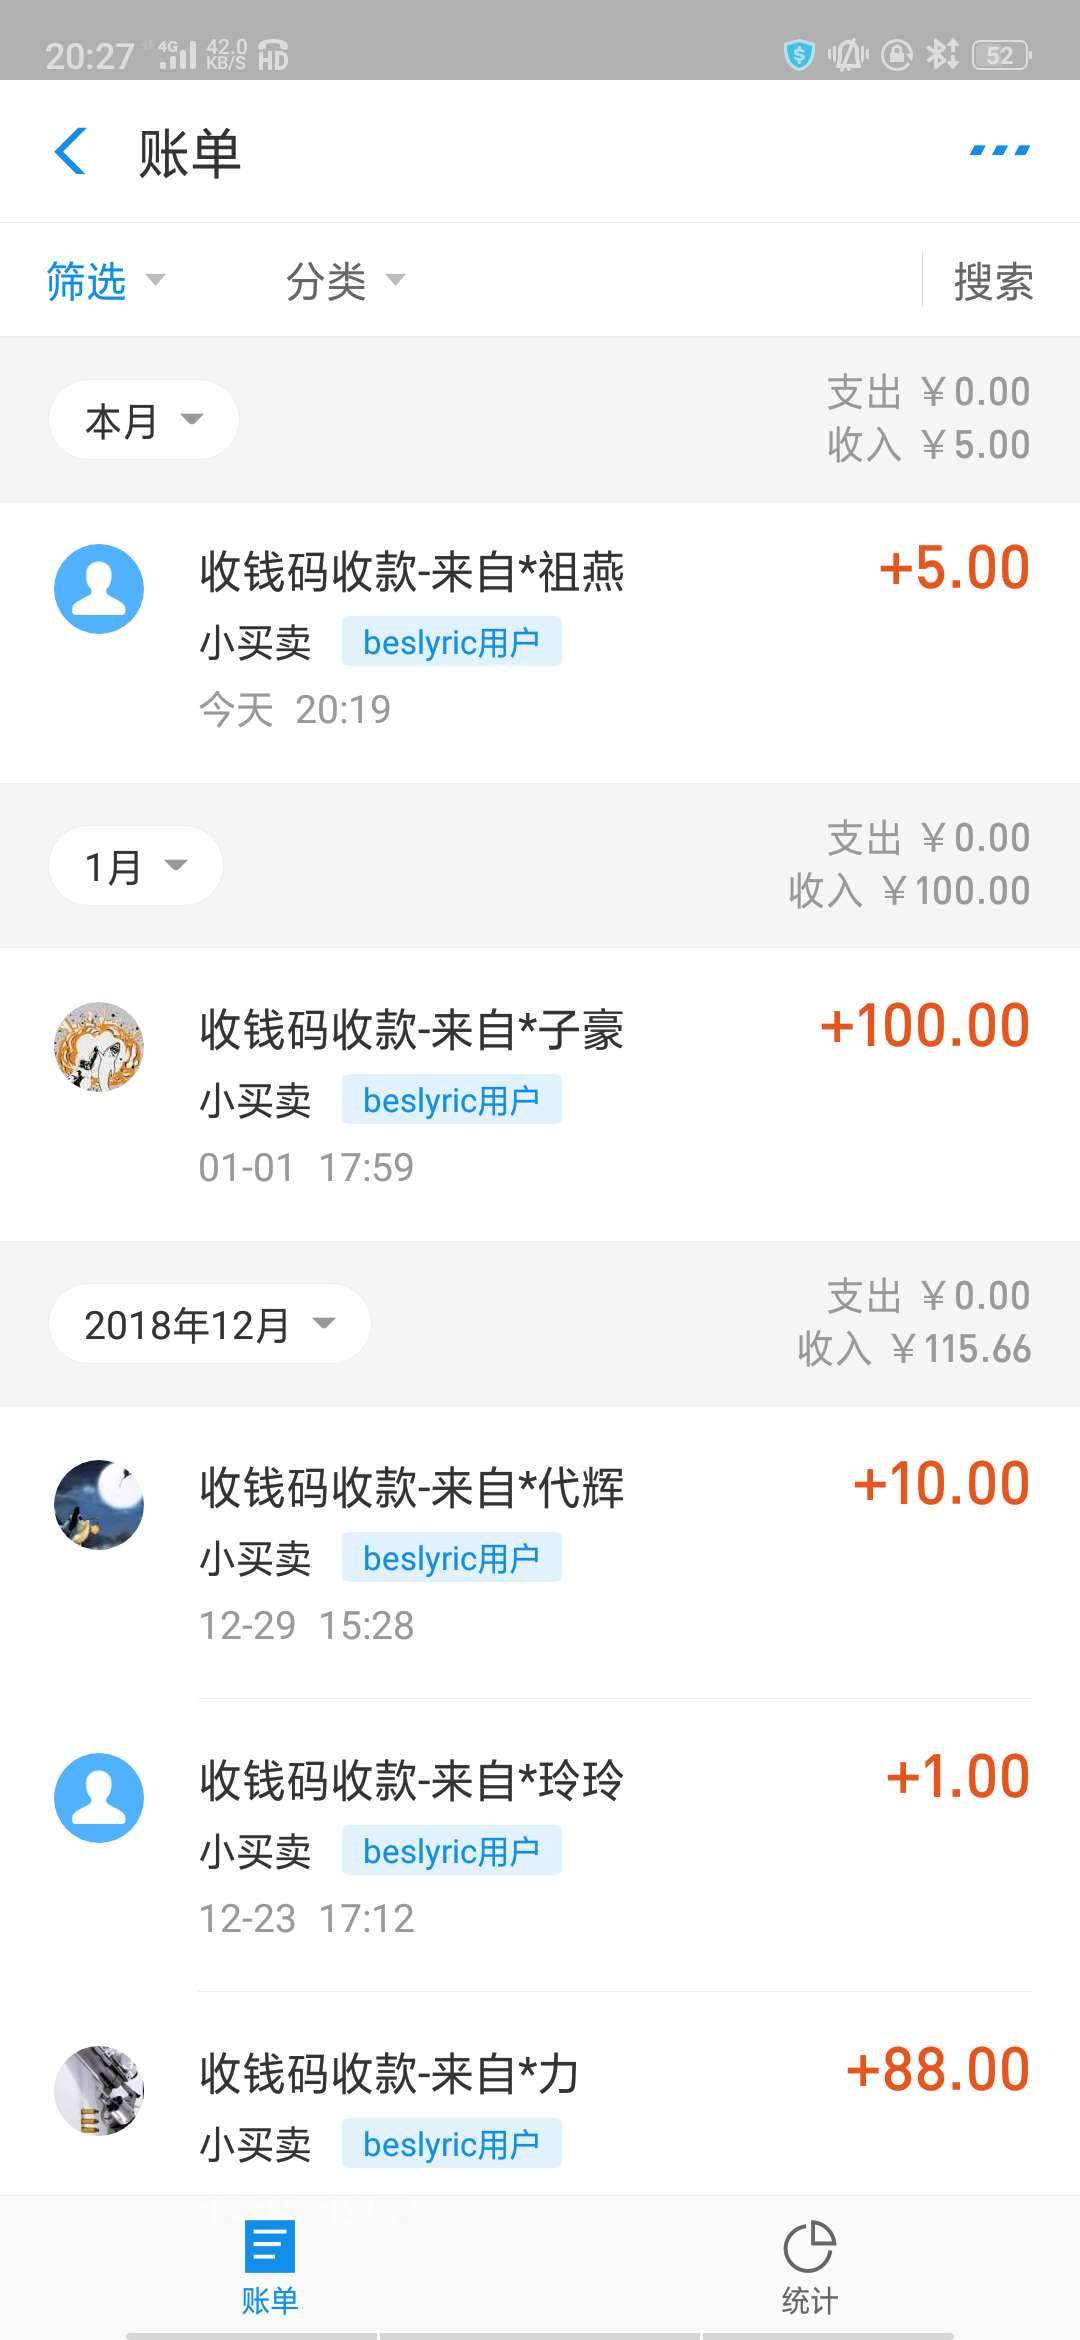 20:27 4G 42.0 KB/S HD 52
账单
筛选 分类 搜索
本月
支出 ￥0.00
收入 ￥5.00
收钱码收款-来自*祖燕 +5.00
小买卖 beslyric用户
今天 20:19
1月
支出 ￥0.00
收入 ￥100.00
收钱码收款-来自*子豪 +100.00
小买卖 beslyric用户
01-01 17:59
2018年12月
支出 ￥0.00
收入 ￥115.66
收钱码收款-来自*代辉 +10.00
小买卖 beslyric用户
12-29 15:28
收钱码收款-来自*玲玲 +1.00
小买卖 beslyric用户
12-23 17:12
收钱码收款-来自*力 +88.00
小买卖 beslyric用户
账单 统计